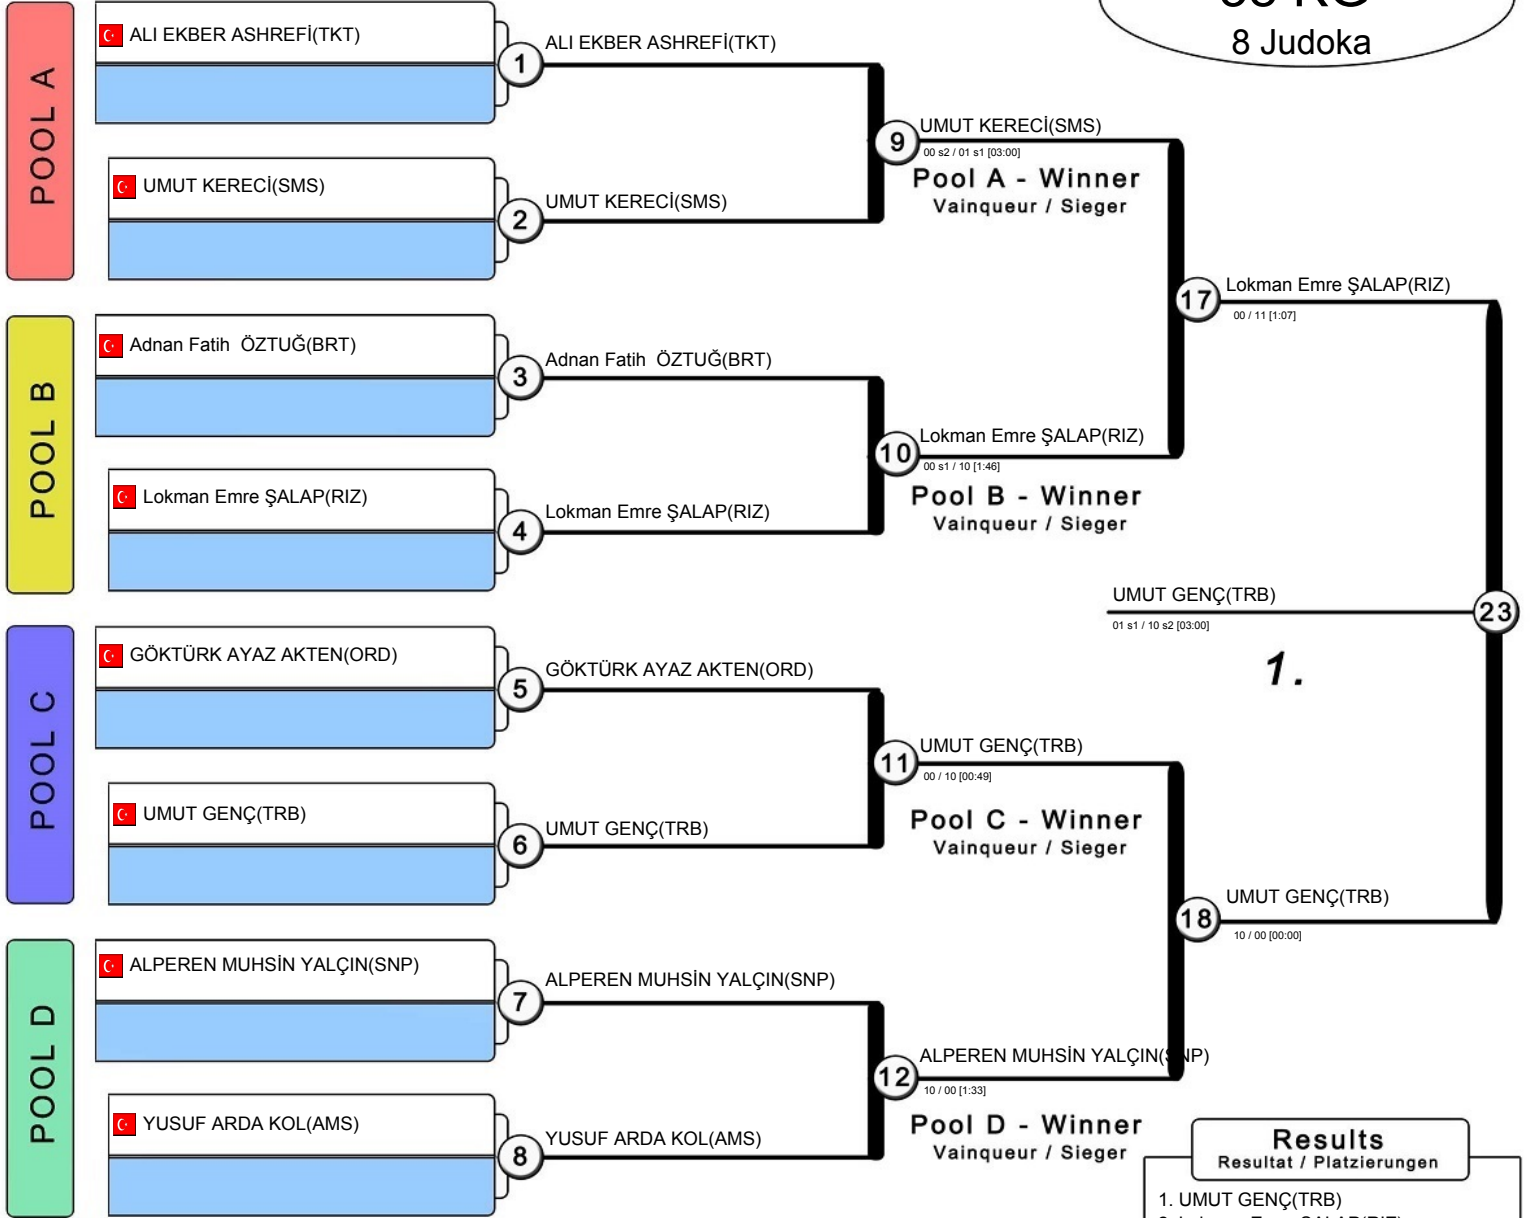 8 Judoka
POOL A
ALI EKBER ASHREFİ(TKT)
1
ALI EKBER ASHREFİ(TKT)
UMUT KERECİ(SMS)
2
UMUT KERECİ(SMS)
9
UMUT KERECİ(SMS)
00 s2 / 01 s1 [03:00]
Pool A - Winner
Vainqueur / Sieger
POOL B
Adnan Fatih ÖZTUĞ(BRT)
3
Adnan Fatih ÖZTUĞ(BRT)
Lokman Emre ŞALAP(RIZ)
4
Lokman Emre ŞALAP(RIZ)
10
Lokman Emre ŞALAP(RIZ)
00 s1 / 10 [1:46]
Pool B - Winner
Vainqueur / Sieger
17
Lokman Emre ŞALAP(RIZ)
00 / 11 [1:07]
POOL C
GÖKTÜRK AYAZ AKTEN(ORD)
5
GÖKTÜRK AYAZ AKTEN(ORD)
UMUT GENÇ(TRB)
6
UMUT GENÇ(TRB)
11
UMUT GENÇ(TRB)
00 / 10 [00:49]
Pool C - Winner
Vainqueur / Sieger
POOL D
ALPEREN MUHSİN YALÇIN(SNP)
7
ALPEREN MUHSİN YALÇIN(SNP)
YUSUF ARDA KOL(AMS)
8
YUSUF ARDA KOL(AMS)
12
ALPEREN MUHSİN YALÇIN(SNP)
10 / 00 [1:33]
Pool D - Winner
Vainqueur / Sieger
18
UMUT GENÇ(TRB)
10 / 00 [00:00]
UMUT GENÇ(TRB)
23
01 s1 / 10 s2 [03:00]
1.
Results
Resultat / Platzierungen
1. UMUT GENÇ(TRB)